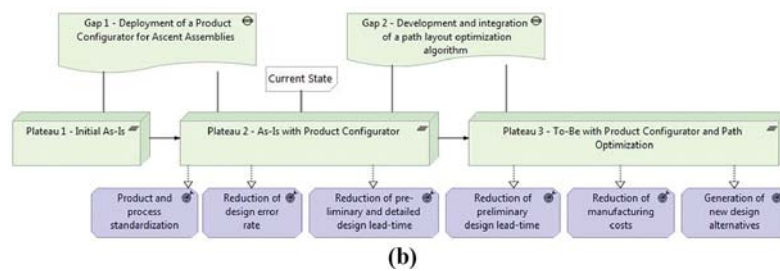 Gap 1 - Deployment of a Product
Configurator for Ascent Assemblies
Gap 2 - Development and integration
of a path layout optimization
algorithm
Current State
Plateau 1 - Initial As-Is
Plateau 2 - As-Is with Product Configurator
Plateau 3 - To-Be with Product Configurator and Path
Optimization
Product and
process
standardization
Reduction of
design error
rate
Reduction of pre-
liminary and detailed
design lead-time
Reduction of
preliminary
design lead-time
Reduction of
manufacturing
costs
Generation of
new design
alternatives
(b)